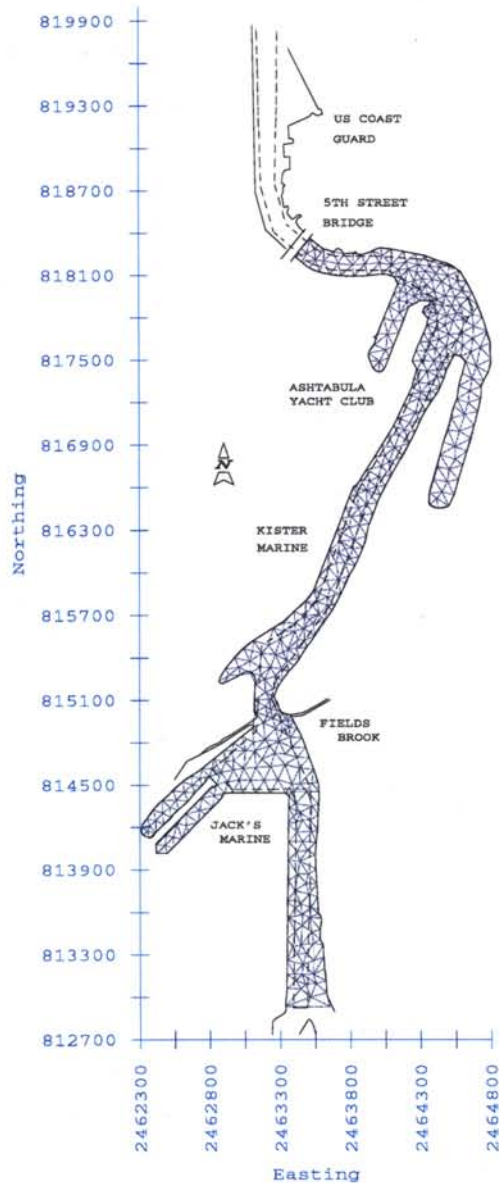 819900
819300
US COAST
GUARD
818700
5TH STREET
BRIDGE
818100
817500
ASHTABULA
YACHT CLUB
816900
N
Northing
816300
KISTER
MARINE
815700
815100
FIELDS
BROOK
814500
JACK'S
MARINE
813900
813300
812700
2462300
2462800
2463300
2463800
2464300
2464800
Easting